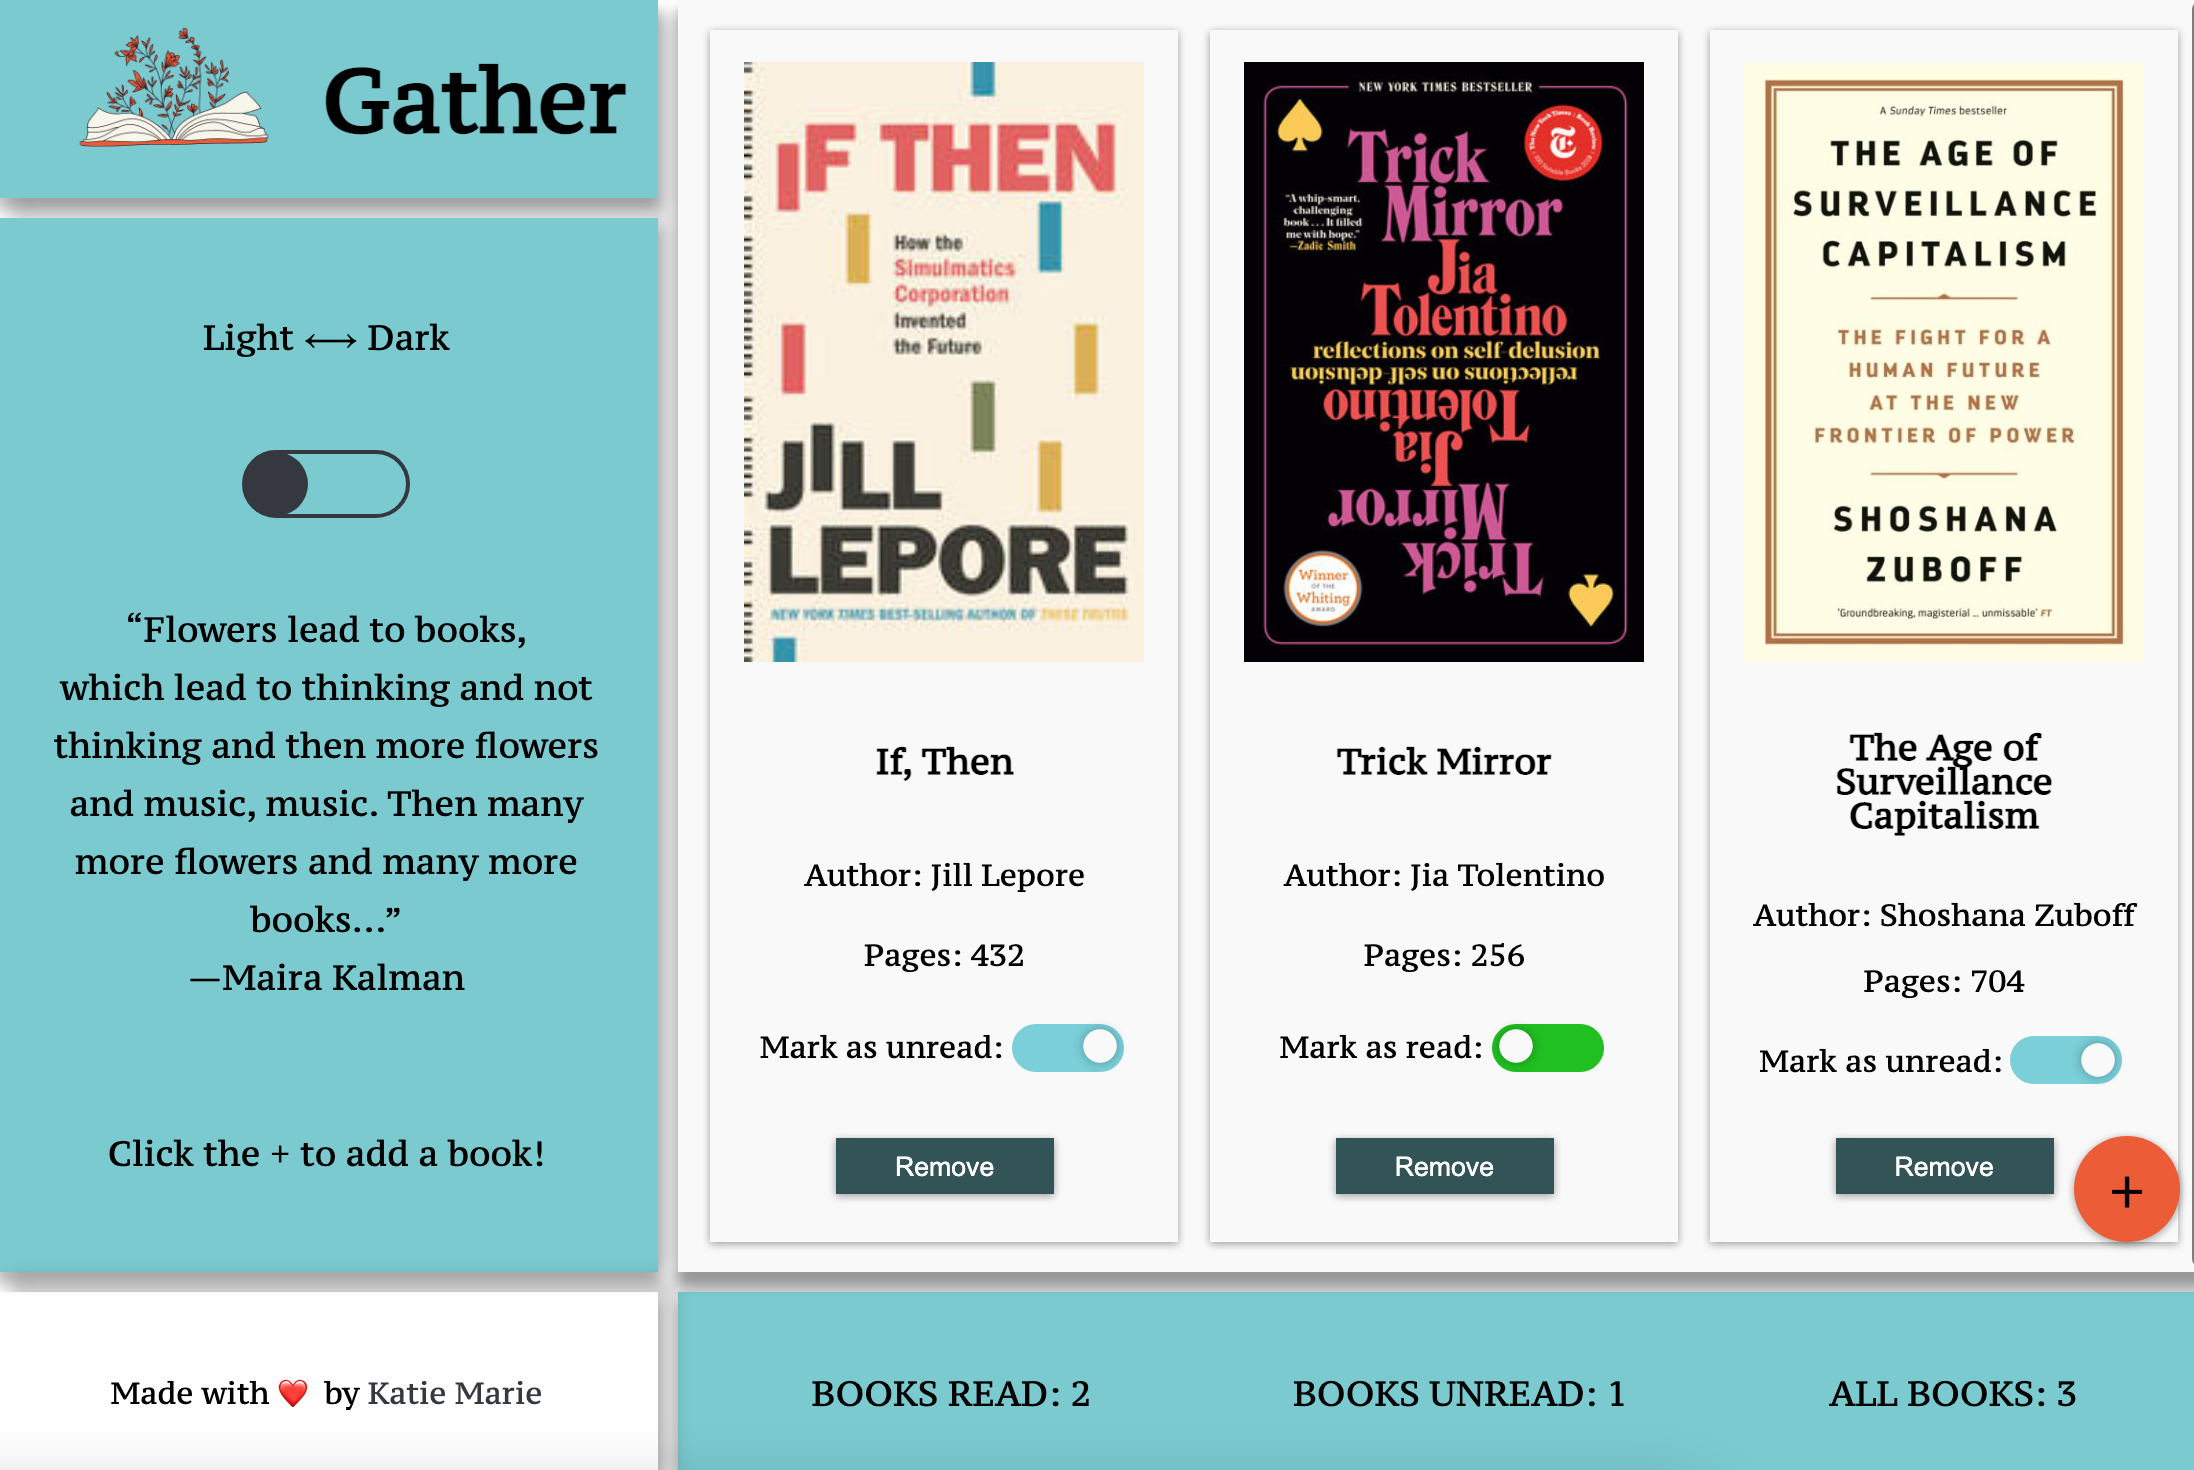 Gather
Light ⟷ Dark
“Flowers lead to books,
which lead to thinking and not
thinking and then more flowers
and music, music. Then many
more flowers and many more
books...”
—Maira Kalman
Click the + to add a book!
Made with ❤️ by Katie Marie
IF THEN
How the
Simulmatics
Corporation
Invented
the Future
JILL
LEPORE
NEW YORK TIMES BEST-SELLING AUTHOR OF THESE TRUTHS
If, Then
Author: Jill Lepore
Pages: 432
Mark as unread:
Remove
NEW YORK TIMES BESTSELLER
Trick
Mirror
“A whip-smart,
challenging
book . . . It filled
me with hope.”
—Zadie Smith
Jia
Tolentino
reflections on self-delusion
reflections on self-delusion
Tolentino
Jia
Mirror
Trick
Winner
OF THE
Whiting
AWARD
Trick Mirror
Author: Jia Tolentino
Pages: 256
Mark as read:
Remove
A Sunday Times bestseller
THE AGE OF
SURVEILLANCE
CAPITALISM
THE FIGHT FOR A
HUMAN FUTURE
AT THE NEW
FRONTIER OF POWER
SHOSHANA
ZUBOFF
‘Groundbreaking, magisterial ... unmissable’ FT
The Age of
Surveillance
Capitalism
Author: Shoshana Zuboff
Pages: 704
Mark as unread:
Remove
+
BOOKS READ: 2
BOOKS UNREAD: 1
ALL BOOKS: 3